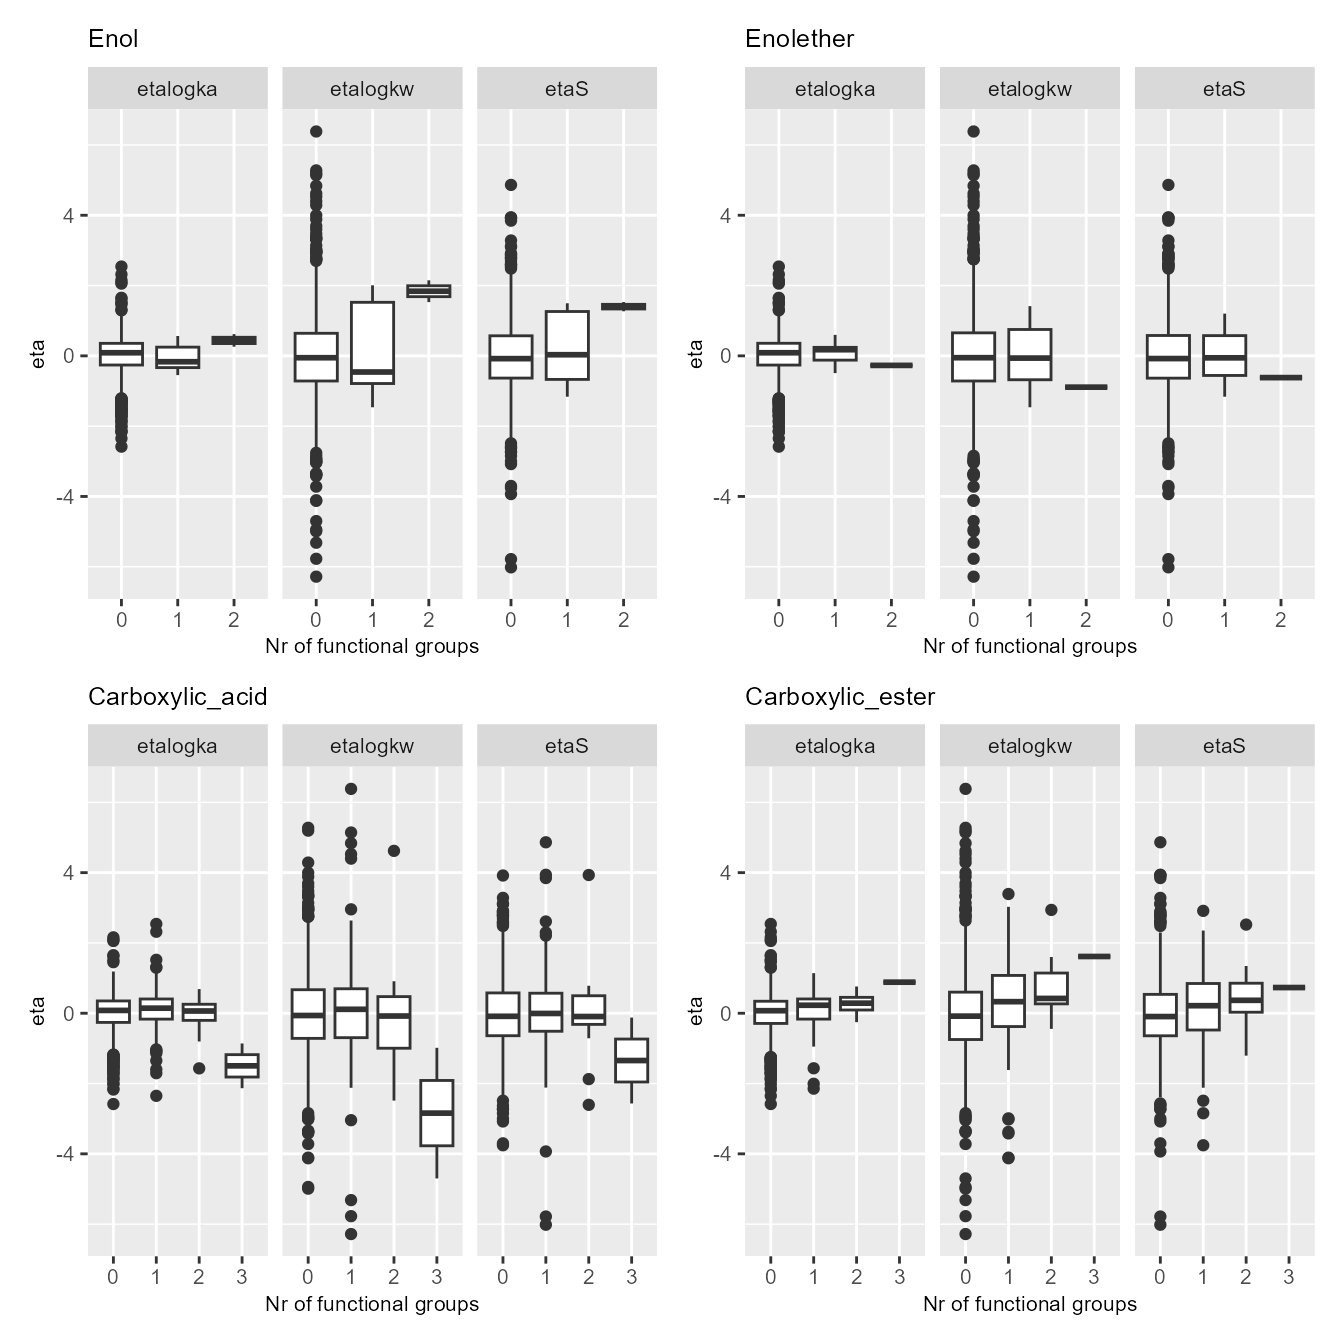 Enol
etalogka etalogkw etaS
4
0
-4
eta
0 1 2 0 1 2 0 1 2
Nr of functional groups
Enolether
etalogka etalogkw etaS
4
0
-4
eta
0 1 2 0 1 2 0 1 2
Nr of functional groups
Carboxylic_acid
etalogka etalogkw etaS
4
0
-4
eta
0 1 2 3 0 1 2 3 0 1 2 3
Nr of functional groups
Carboxylic_ester
etalogka etalogkw etaS
4
0
-4
eta
0 1 2 3 0 1 2 3 0 1 2 3
Nr of functional groups